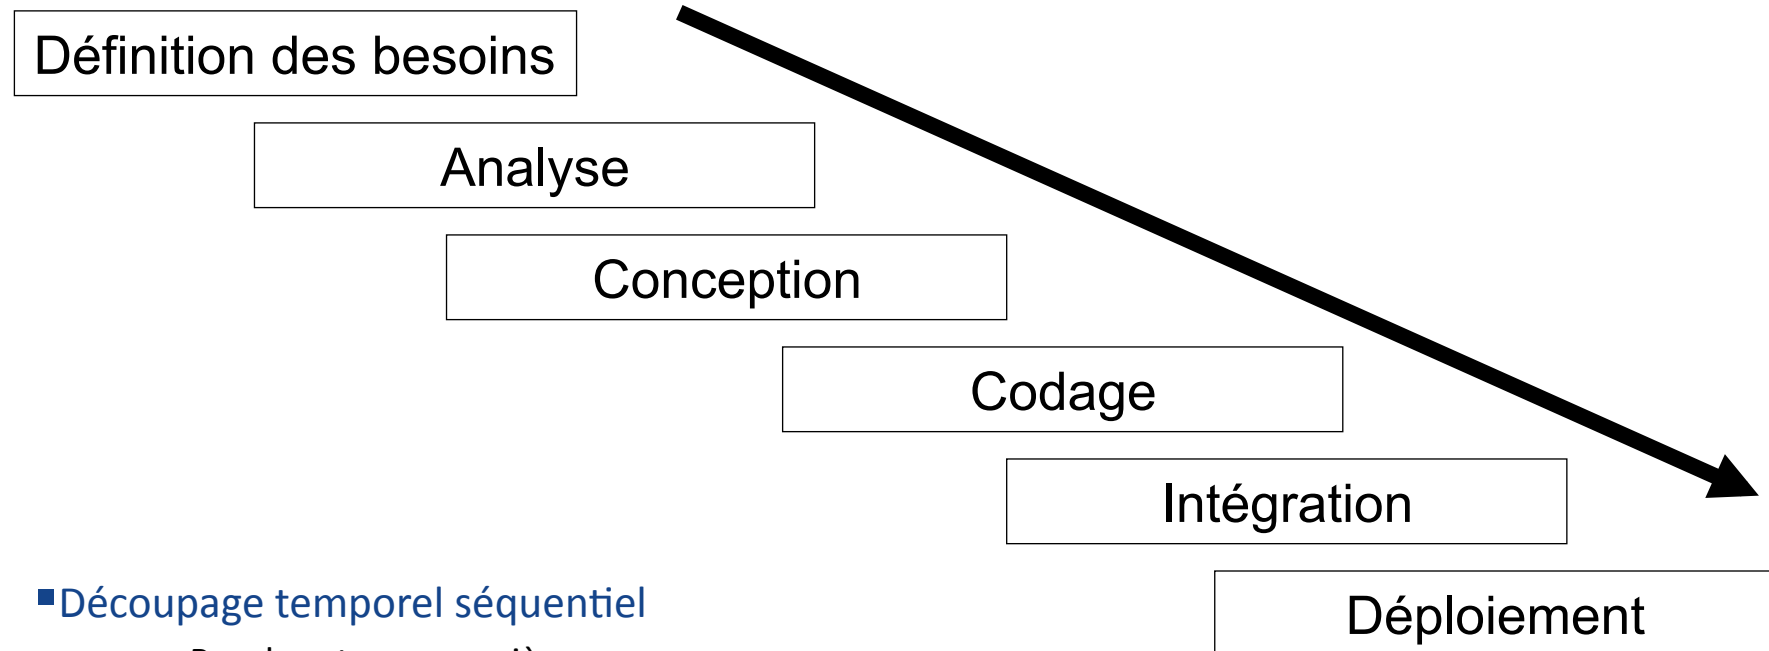 Définition des besoins
Analyse
Conception
Codage
Intégration
Déploiement
▪Découpage temporel séquentiel